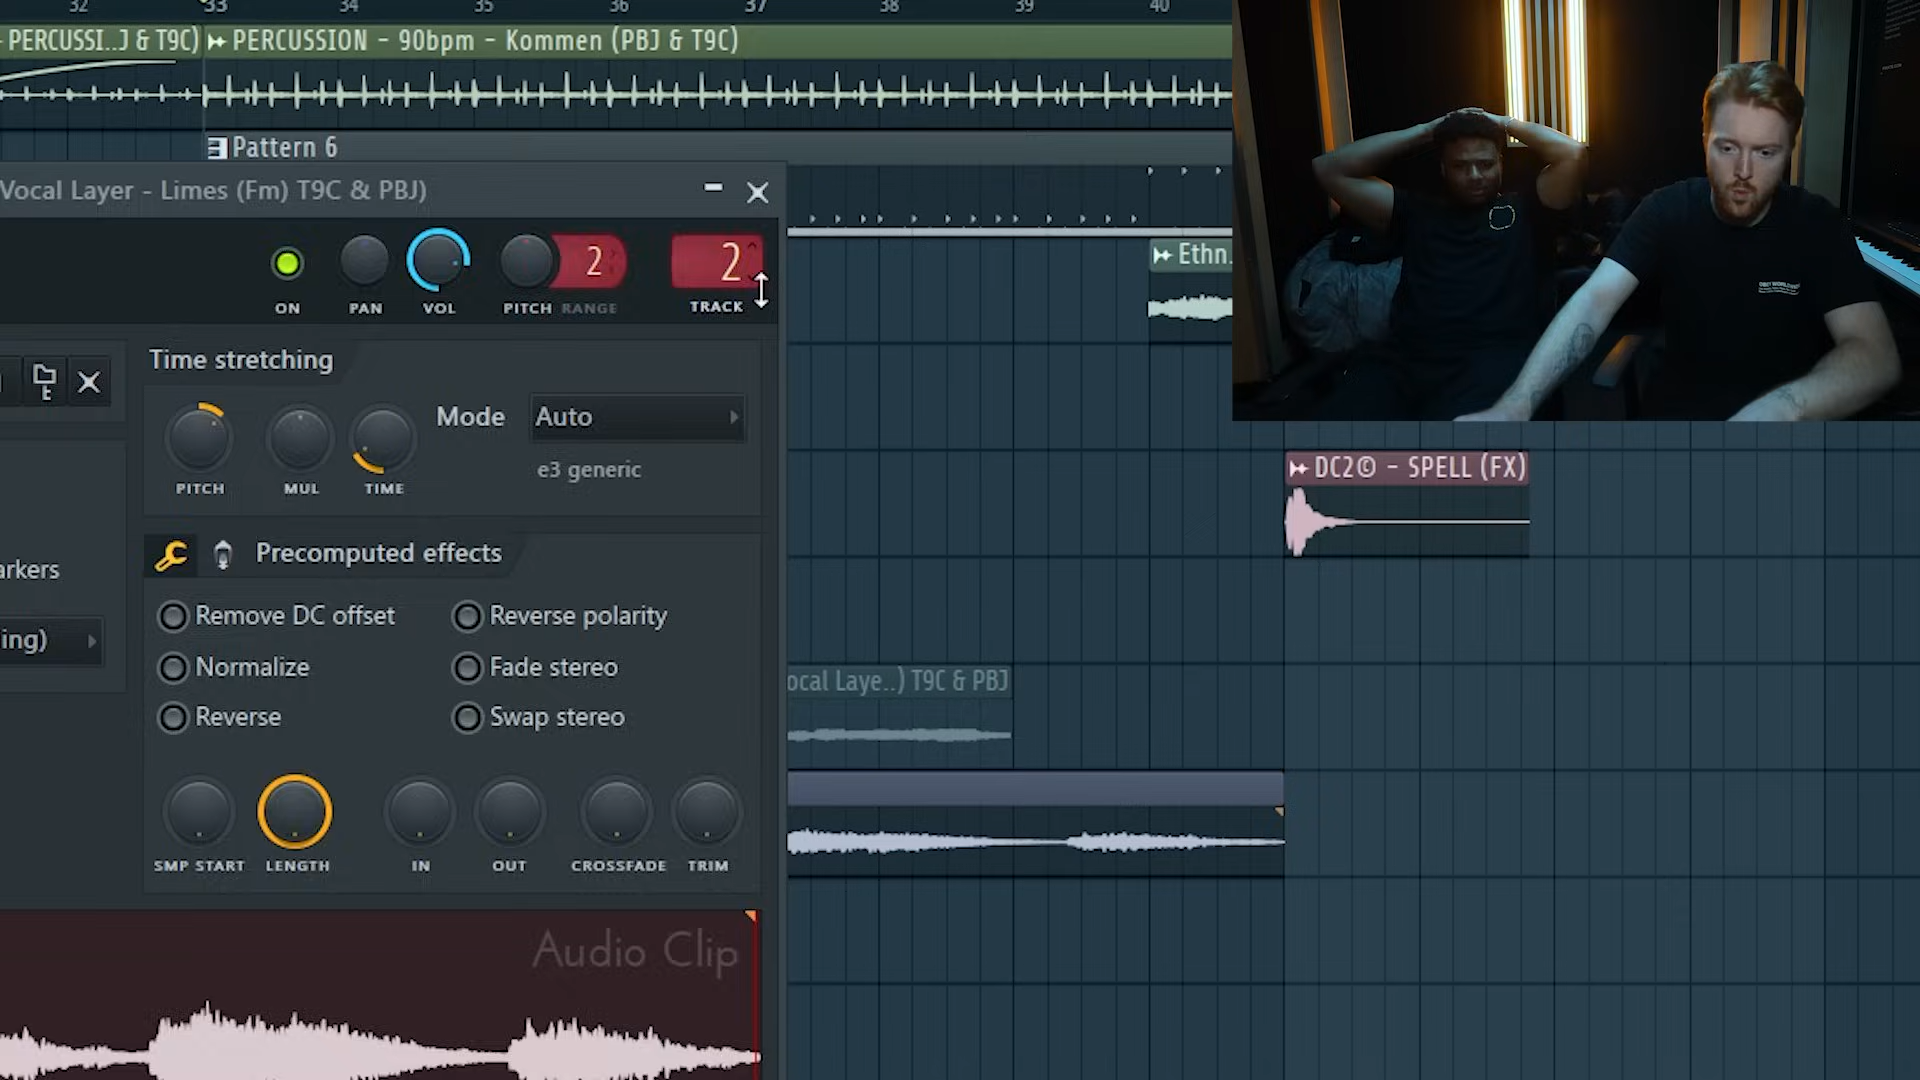 32 33 34 35 36 37 38 39 40
PERCUSSI..J & T9C)
PERCUSSION - 90bpm - Kommen (PBJ & T9C)
Pattern 6
Vocal Layer - Limes (Fm) T9C & PBJ)
Ethn.
2
2
ON
PAN
VOL
PITCH
RANGE
TRACK
Time stretching
Mode
Auto
e3 generic
PITCH
MUL
TIME
DC2© - SPELL (FX)
Precomputed effects
arkers
Remove DC offset
Reverse polarity
ing)
Normalize
Fade stereo
Reverse
Swap stereo
ocal Laye..) T9C & PBJ
SMP START
LENGTH
IN
OUT
CROSSFADE
TRIM
Audio Clip